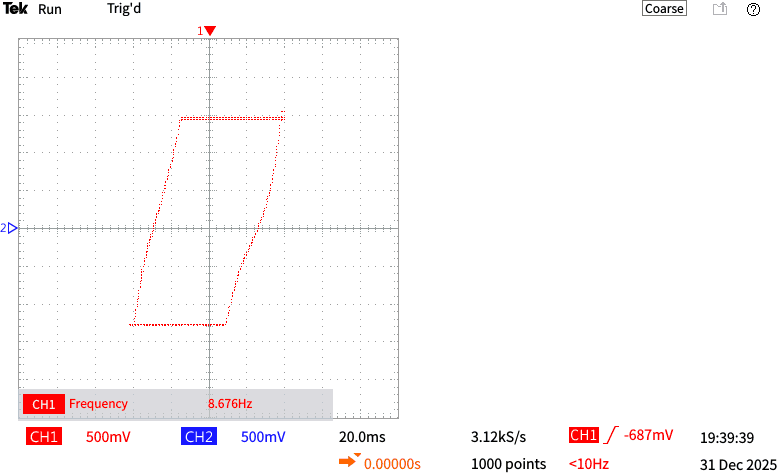 Tek Run Trig'd Coarse
1
2
CH1 Frequency 8.676Hz
CH1 500mV CH2 500mV 20.0ms 3.12kS/s CH1 -687mV 19:39:39
0.00000s 1000 points <10Hz 31 Dec 2025